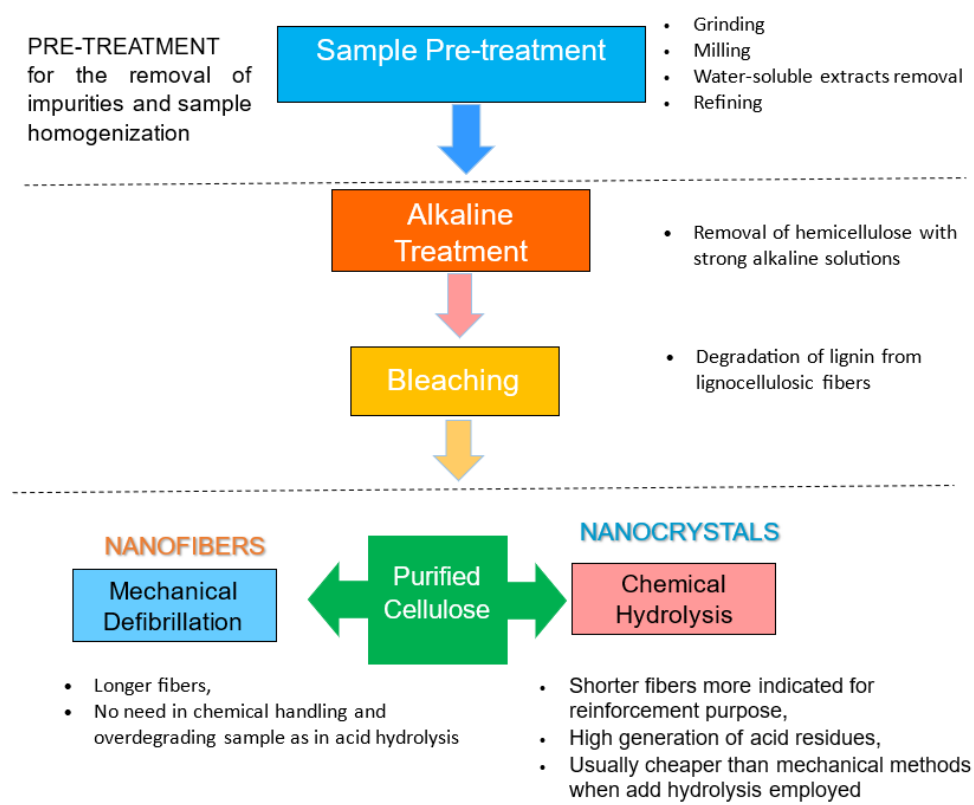 PRE-TREATMENT
for the removal of
impurities and sample
homogenization
Sample Pre-treatment
• Grinding
• Milling
• Water-soluble extracts removal
• Refining
Alkaline
Treatment
• Removal of hemicellulose with
strong alkaline solutions
Bleaching
• Degradation of lignin from
lignocellulosic fibers
NANOFIBERS
Mechanical
Defibrillation
Purified
Cellulose
NANOCRYSTALS
Chemical
Hydrolysis
• Longer fibers,
• No need in chemical handling and
overdegrading sample as in acid hydrolysis
• Shorter fibers more indicated for
reinforcement purpose,
• High generation of acid residues,
• Usually cheaper than mechanical methods
when add hydrolysis employed